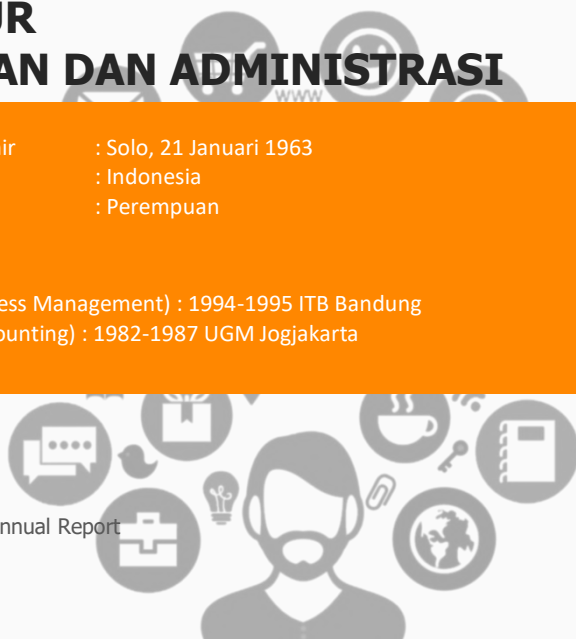 UR
AN DAN ADMINISTRASI
www
ir : Solo, 21 Januari 1963
: Indonesia
: Perempuan
ess Management) : 1994-1995 ITB Bandung
ounting) : 1982-1987 UGM Jogjakarta
nnual Report